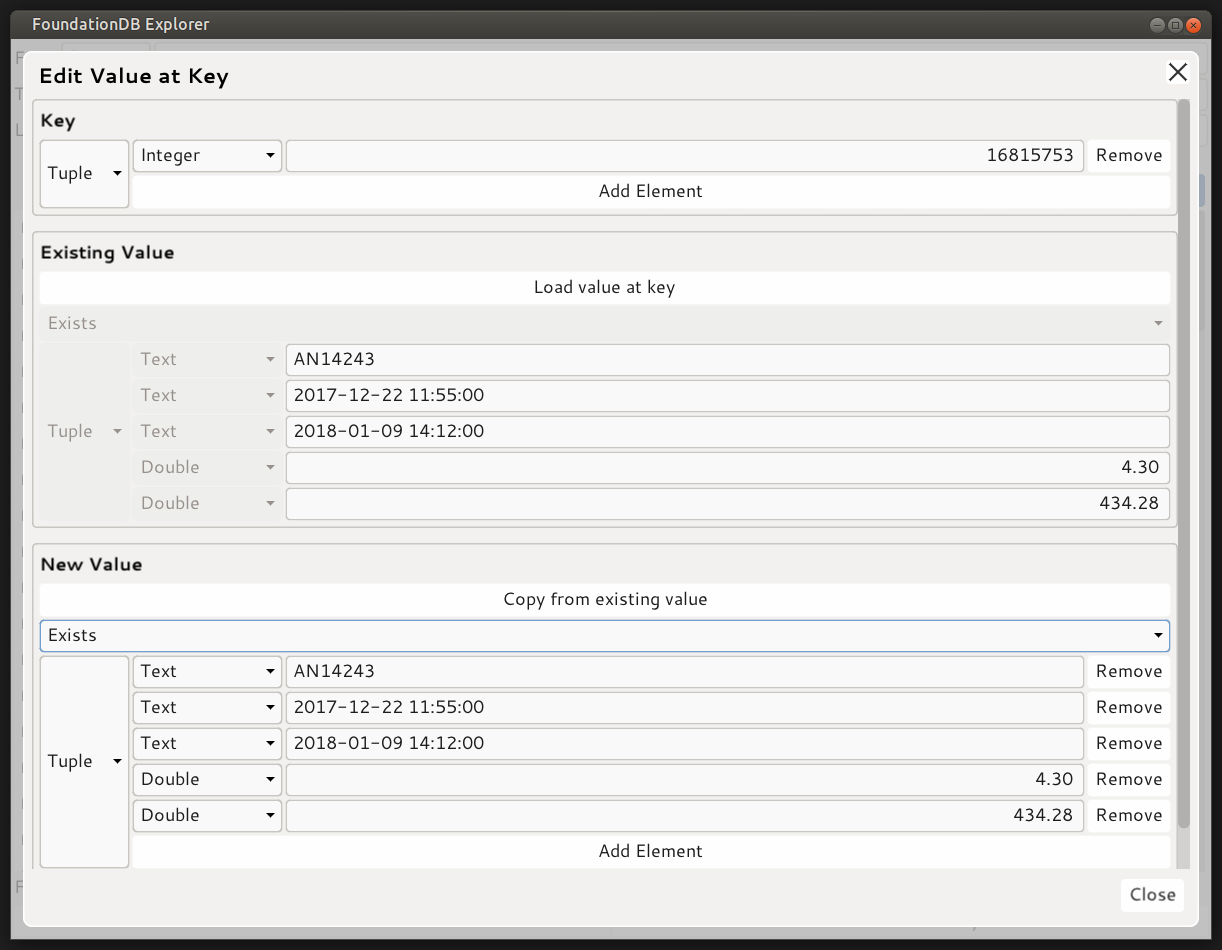 FoundationDB Explorer
Edit Value at Key
Key
Tuple
Integer 16815753 Remove
Add Element
Existing Value
Load value at key
Exists
Tuple
Text AN14243
Text 2017-12-22 11:55:00
Text 2018-01-09 14:12:00
Double 4.30
Double 434.28
New Value
Copy from existing value
Exists
Tuple
Text AN14243 Remove
Text 2017-12-22 11:55:00 Remove
Text 2018-01-09 14:12:00 Remove
Double 4.30 Remove
Double 434.28 Remove
Add Element
Close